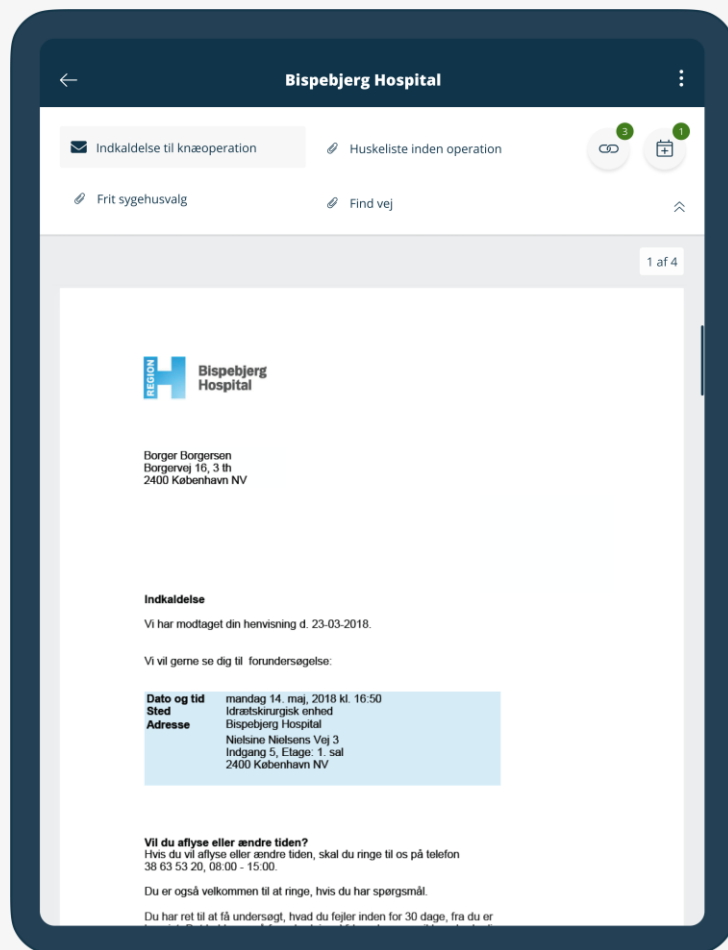 Bispebjerg Hospital
Indkaldelse til knæoperation
Huskeliste inden operation
3
1
Frit sygehusvalg
Find vej
1 af 4
REGION
Bispebjerg
Hospital
Borger Borgersen
Borgervej 16, 3 th
2400 København NV
Indkaldelse
Vi har modtaget din henvisning d. 23-03-2018.
Vi vil gerne se dig til forundersøgelse:
Dato og tid mandag 14. maj, 2018 kl. 16:50
Sted Idrætskirurgisk enhed
Adresse Bispebjerg Hospital
Nielsine Nielsens Vej 3
Indgang 5, Etage: 1. sal
2400 København NV
Vil du aflyse eller ændre tiden?
Hvis du vil aflyse eller ændre tiden, skal du ringe til os på telefon
38 63 53 20, 08:00 - 15:00.
Du er også velkommen til at ringe, hvis du har spørgsmål.
Du har ret til at få undersøgt, hvad du fejler inden for 30 dage, fra du er